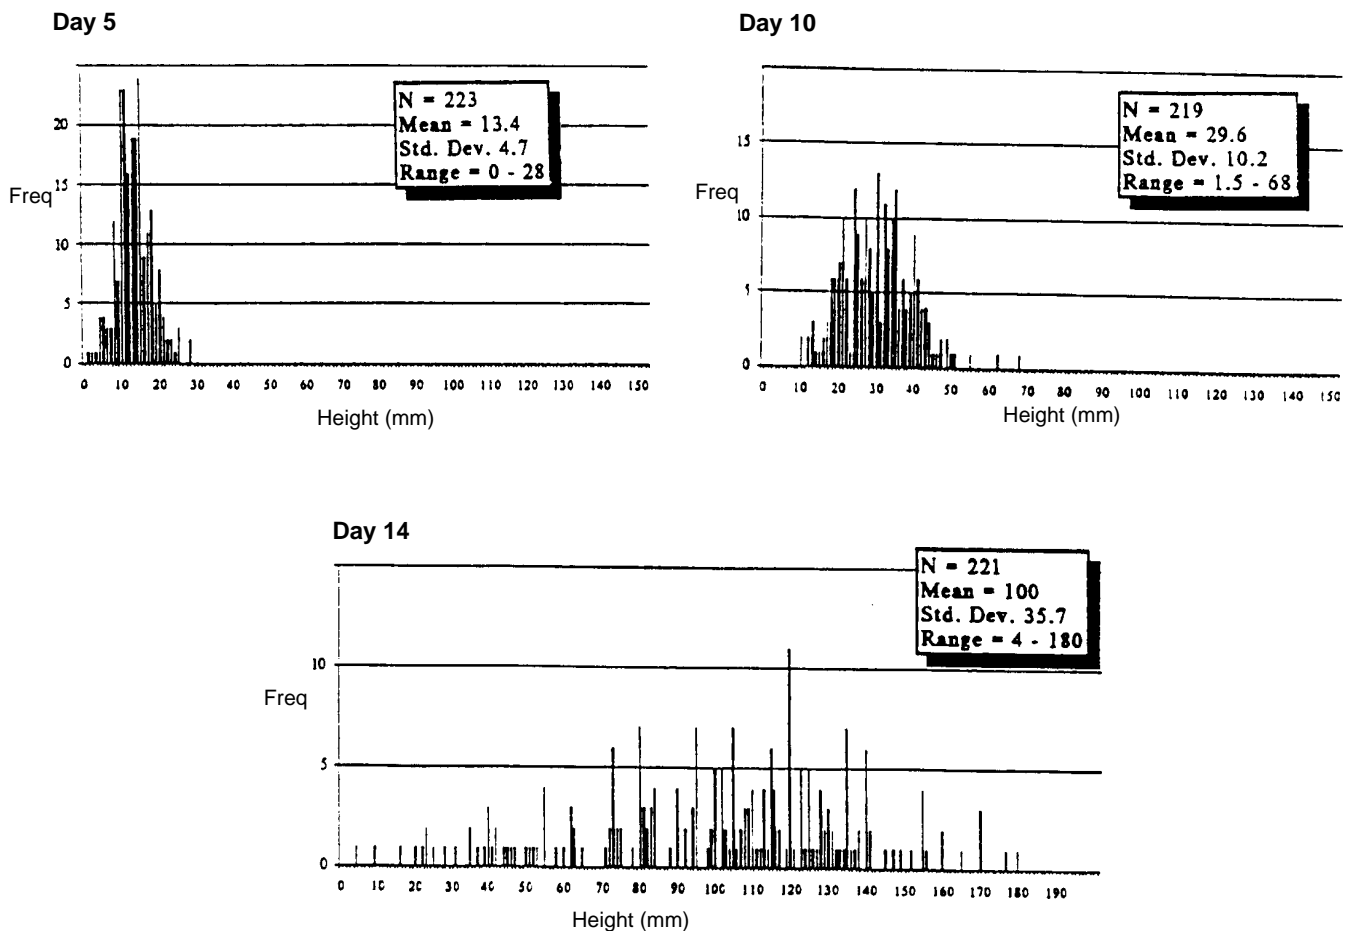 Day 5
N = 223
Mean = 13.4
Std. Dev. 4.7
Range = 0 - 28
20
15
10
5
0
Freq
0 10 20 30 40 50 60 70 80 90 100 110 120 130 140 150
Height (mm)
Day 10
N = 219
Mean = 29.6
Std. Dev. 10.2
Range = 1.5 - 68
15
10
5
0
Freq
0 10 20 30 40 50 60 70 80 90 100 110 120 130 140 150
Height (mm)
Day 14
N = 221
Mean = 100
Std. Dev. 35.7
Range = 4 - 180
10
5
0
Freq
0 10 20 30 40 50 60 70 80 90 100 110 120 130 140 150 160 170 180 190
Height (mm)